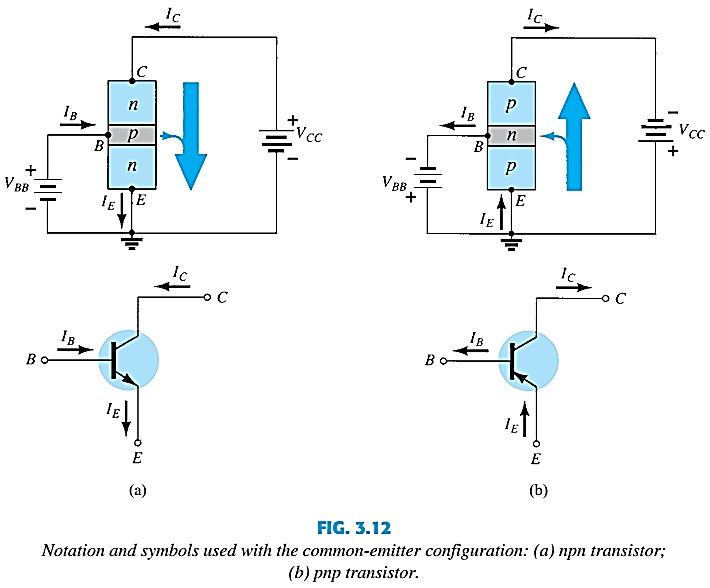 I_C
C
n
I_B
p
B
n
+
V_CC
−
+
V_BB
−
I_E
E
I_C
C
I_B
B
I_E
E
(a)
I_C
C
p
I_B
n
B
p
−
V_CC
+
−
V_BB
+
I_E
E
I_C
C
I_B
B
I_E
E
(b)
FIG. 3.12
Notation and symbols used with the common-emitter configuration: (a) npn transistor;
(b) pnp transistor.